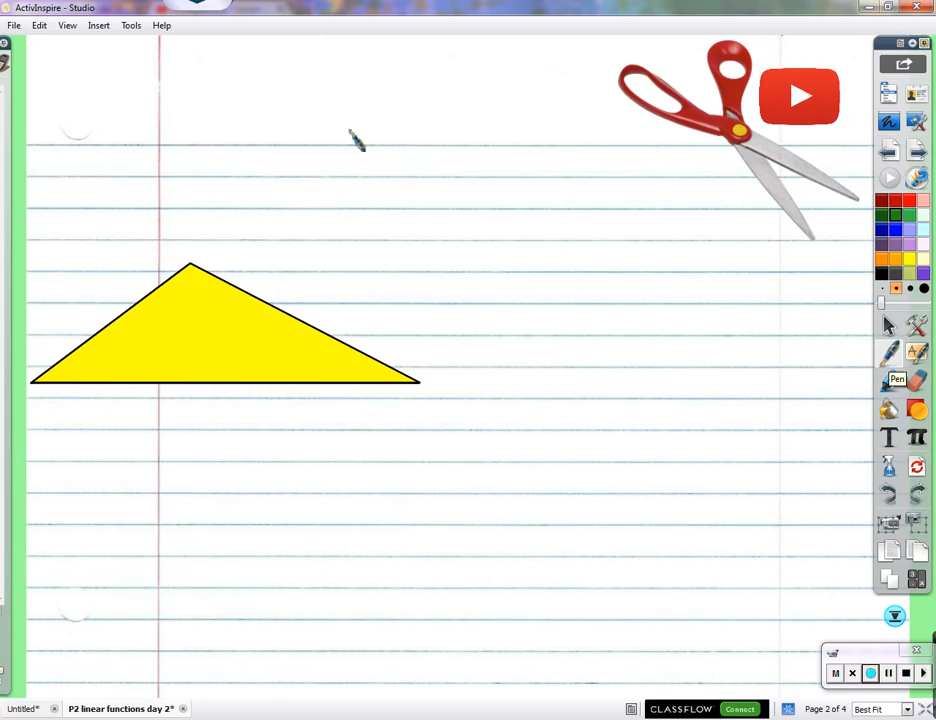 ActivInspire - Studio
File Edit View Insert Tools Help
Pen
T π
M
Untitled* P2 linear functions day 2* CLASSFLOW Connect Page 2 of 4 Best Fit